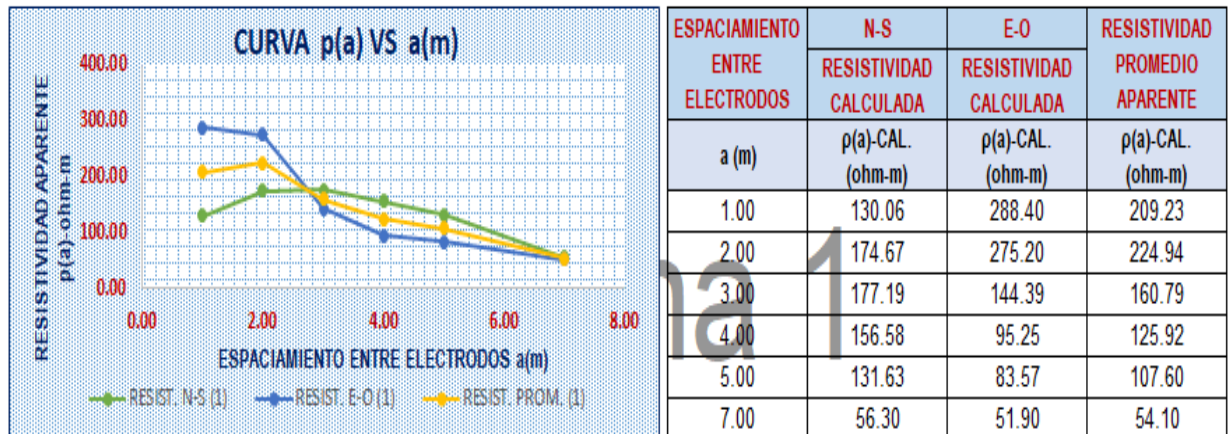 CURVA ρ(a) VS a(m)
400.00
300.00
200.00
100.00
0.00
RESISTIVIDAD APARENTE
ρ(a)-ohm-m
0.00 2.00 4.00 6.00 8.00
ESPACIAMIENTO ENTRE ELECTRODOS a(m)
RESIST. N-S (1) RESIST. E-O (1) RESIST. PROM. (1)
ESPACIAMIENTO ENTRE ELECTRODOS N-S E-O RESISTIVIDAD PROMEDIO APARENTE
RESISTIVIDAD CALCULADA RESISTIVIDAD CALCULADA
a (m) ρ(a)-CAL. (ohm-m) ρ(a)-CAL. (ohm-m) ρ(a)-CAL. (ohm-m)
1.00 130.06 288.40 209.23
2.00 174.67 275.20 224.94
3.00 177.19 144.39 160.79
4.00 156.58 95.25 125.92
5.00 131.63 83.57 107.60
7.00 56.30 51.90 54.10